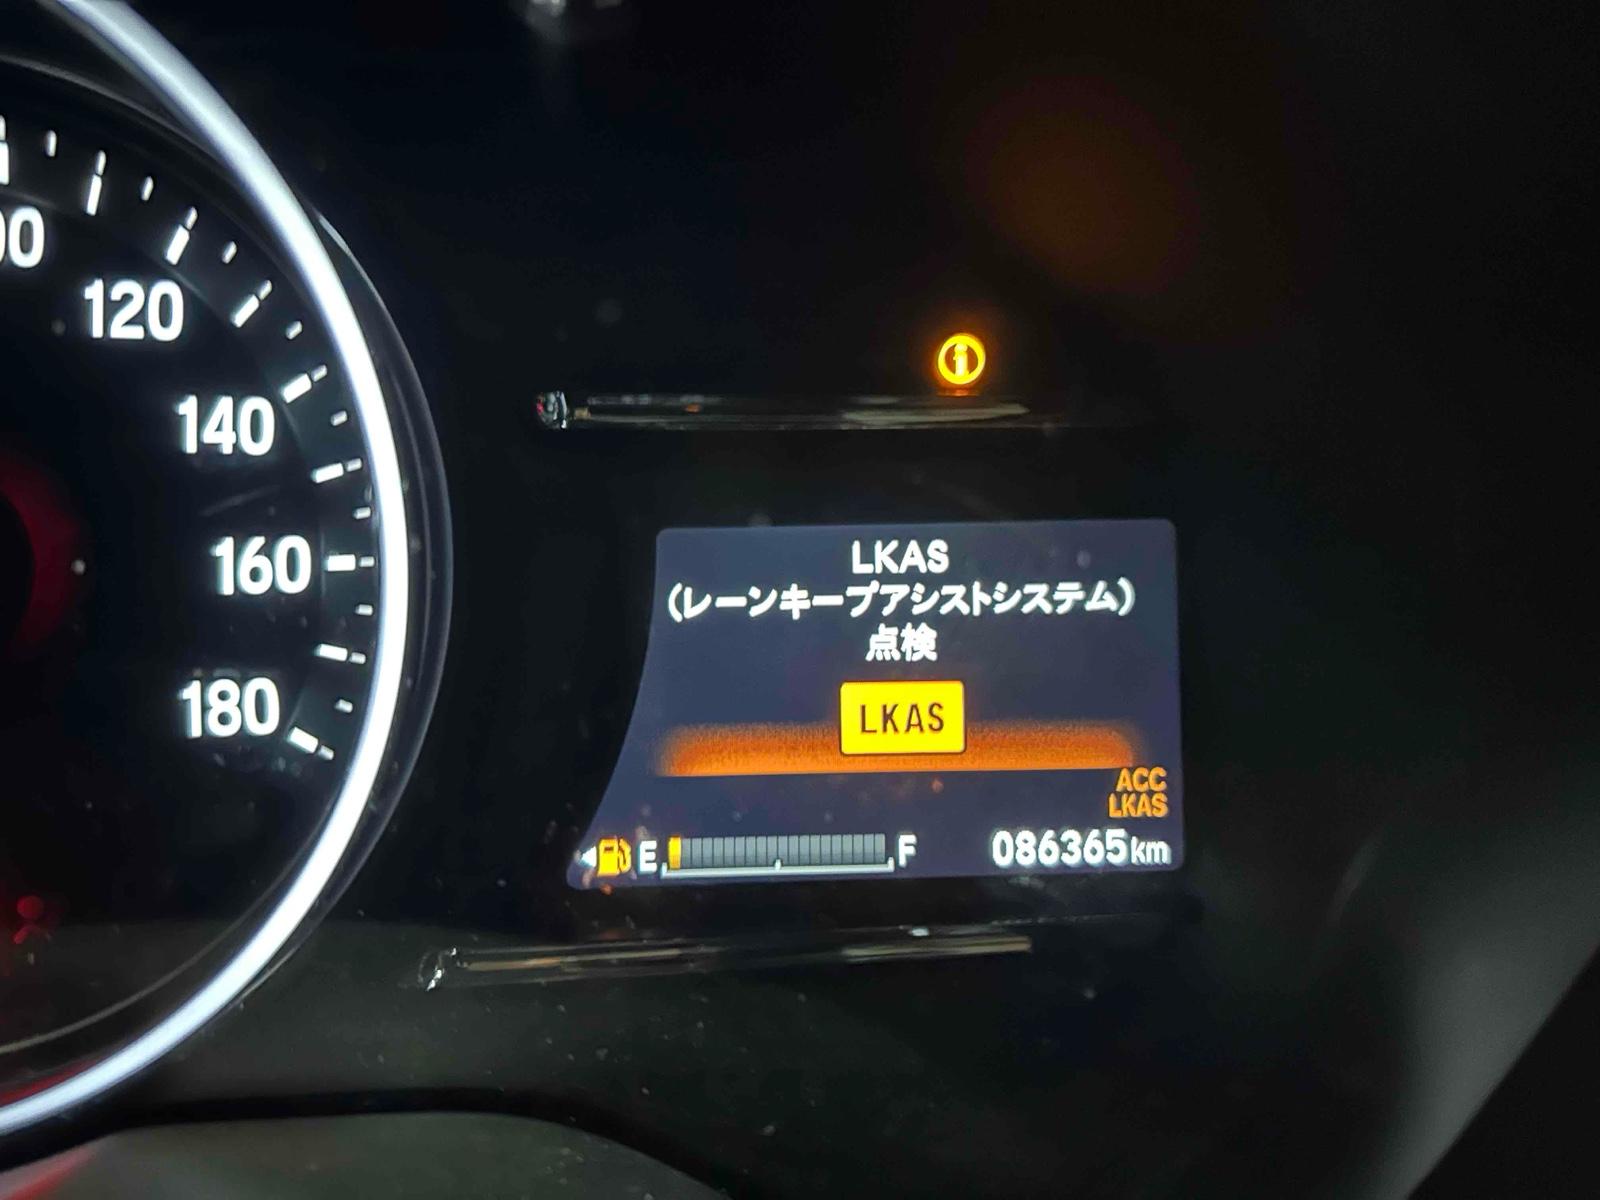 120
140
160
180
LKAS
(レーンキープアシストシステム)
点検
LKAS
ACC
LKAS
E F 086365km